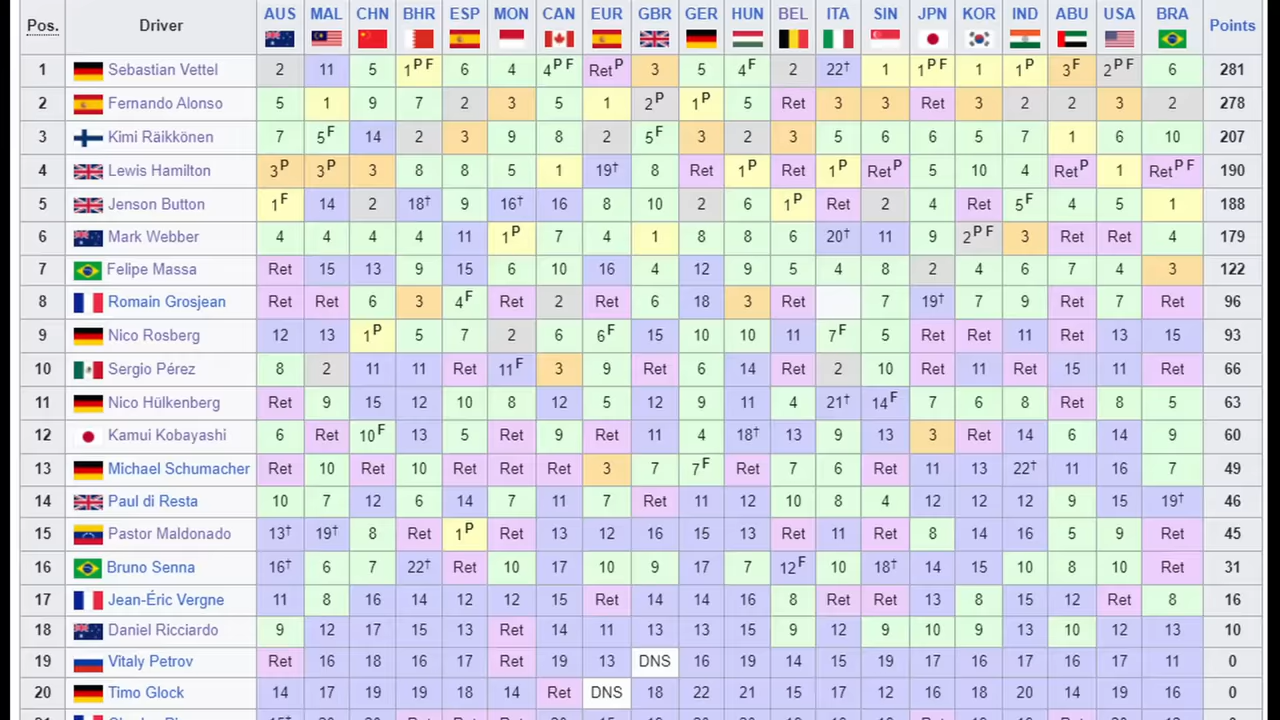 Pos. Driver AUS MAL CHN BHR ESP MON CAN EUR GBR GER HUN BEL ITA SIN JPN KOR IND ABU USA BRA Points
1 Sebastian Vettel 2 11 5 1P F 6 4 4P F RetP 3 5 4F 2 22† 1 1P F 1 1P 3F 2P F 6 281
2 Fernando Alonso 5 1 9 7 2 3 5 1 2P 1P 5 Ret 3 3 Ret 3 2 2 3 2 278
3 Kimi Räikkönen 7 5F 14 2 3 9 8 2 5F 3 2 3 5 6 6 5 7 1 6 10 207
4 Lewis Hamilton 3P 3P 3 8 8 5 1 19† 8 Ret 1P Ret 1P RetP 5 10 4 RetP 1 RetP F 190
5 Jenson Button 1F 14 2 18† 9 16† 16 8 10 2 6 1P Ret 2 4 Ret 5F 4 5 1 188
6 Mark Webber 4 4 4 4 11 1P 7 4 1 8 8 6 20† 11 9 2P F 3 Ret Ret 4 179
7 Felipe Massa Ret 15 13 9 15 6 10 16 4 12 9 5 4 8 2 4 6 7 4 3 122
8 Romain Grosjean Ret Ret 6 3 4F Ret 2 Ret 6 18 3 Ret 7 19† 7 9 Ret 7 Ret 96
9 Nico Rosberg 12 13 1P 5 7 2 6 6F 15 10 10 11 7F 5 Ret Ret 11 Ret 13 15 93
10 Sergio Pérez 8 2 11 11 Ret 11F 3 9 Ret 6 14 Ret 2 10 Ret 11 Ret 15 11 Ret 66
11 Nico Hülkenberg Ret 9 15 12 10 8 12 5 12 9 11 4 21† 14F 7 6 8 Ret 8 5 63
12 Kamui Kobayashi 6 Ret 10F 13 5 Ret 9 Ret 11 4 18† 13 9 13 3 Ret 14 6 14 9 60
13 Michael Schumacher Ret 10 Ret 10 Ret Ret Ret 3 7 7F Ret 7 6 Ret 11 13 22† 11 16 7 49
14 Paul di Resta 10 7 12 6 14 7 11 7 Ret 11 12 10 8 4 12 12 12 9 15 19† 46
15 Pastor Maldonado 13† 19† 8 Ret 1P Ret 13 12 16 15 13 Ret 11 Ret 8 14 16 5 9 Ret 45
16 Bruno Senna 16† 6 7 22† Ret 10 17 10 9 17 7 12F 10 18† 14 15 10 8 10 Ret 31
17 Jean-Éric Vergne 11 8 16 14 12 12 15 Ret 14 14 16 8 Ret Ret 13 8 15 12 Ret 8 16
18 Daniel Ricciardo 9 12 17 15 13 Ret 14 11 13 13 15 9 12 9 10 9 13 10 12 13 10
19 Vitaly Petrov Ret 16 18 16 17 Ret 19 13 DNS 16 19 14 15 19 17 16 17 16 17 11 0
20 Timo Glock 14 17 19 19 18 14 Ret DNS 18 22 21 15 17 12 16 18 20 14 19 16 0